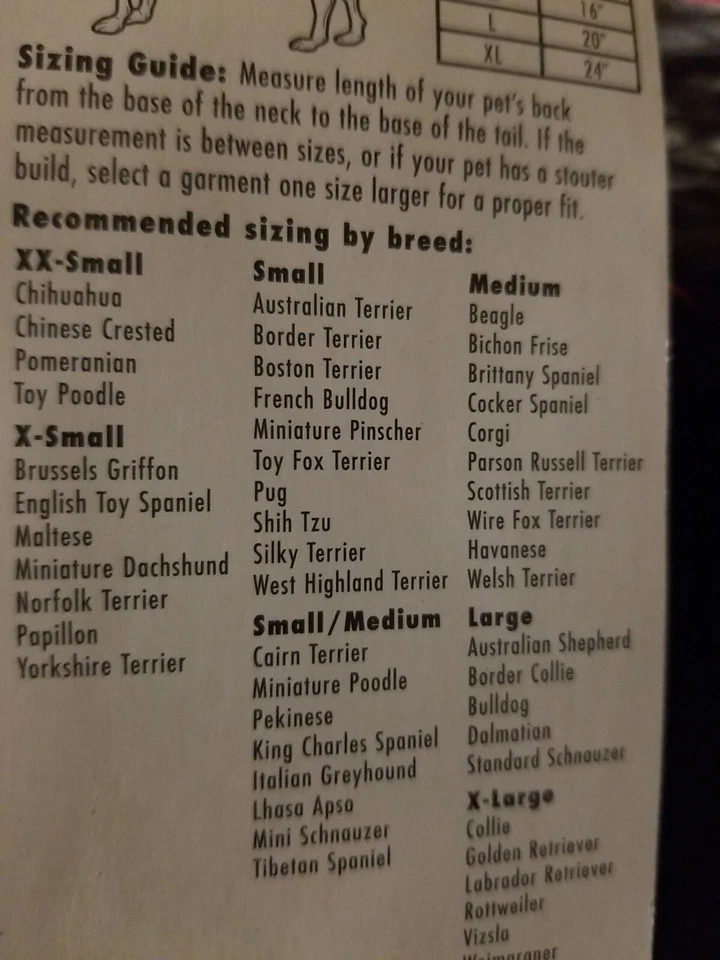 16"
L 20"
XL 24"
Sizing Guide: Measure length of your pet's back
from the base of the neck to the base of the tail. If the
measurement is between sizes, or if your pet has a stouter
build, select a garment one size larger for a proper fit.
Recommended sizing by breed:
XX-Small
Chihuahua
Chinese Crested
Pomeranian
Toy Poodle
X-Small
Brussels Griffon
English Toy Spaniel
Maltese
Miniature Dachshund
Norfolk Terrier
Papillon
Yorkshire Terrier
Small
Australian Terrier
Border Terrier
Boston Terrier
French Bulldog
Miniature Pinscher
Toy Fox Terrier
Pug
Shih Tzu
Silky Terrier
West Highland Terrier
Small/Medium
Cairn Terrier
Miniature Poodle
Pekinese
King Charles Spaniel
Italian Greyhound
Lhasa Apso
Mini Schnauzer
Tibetan Spaniel
Medium
Beagle
Bichon Frise
Brittany Spaniel
Cocker Spaniel
Corgi
Parson Russell Terrier
Scottish Terrier
Wire Fox Terrier
Havanese
Welsh Terrier
Large
Australian Shepherd
Border Collie
Bulldog
Dalmatian
Standard Schnauzer
X-Large
Collie
Golden Retriever
Labrador Retriever
Rottweiler
Vizsla
Weimaraner